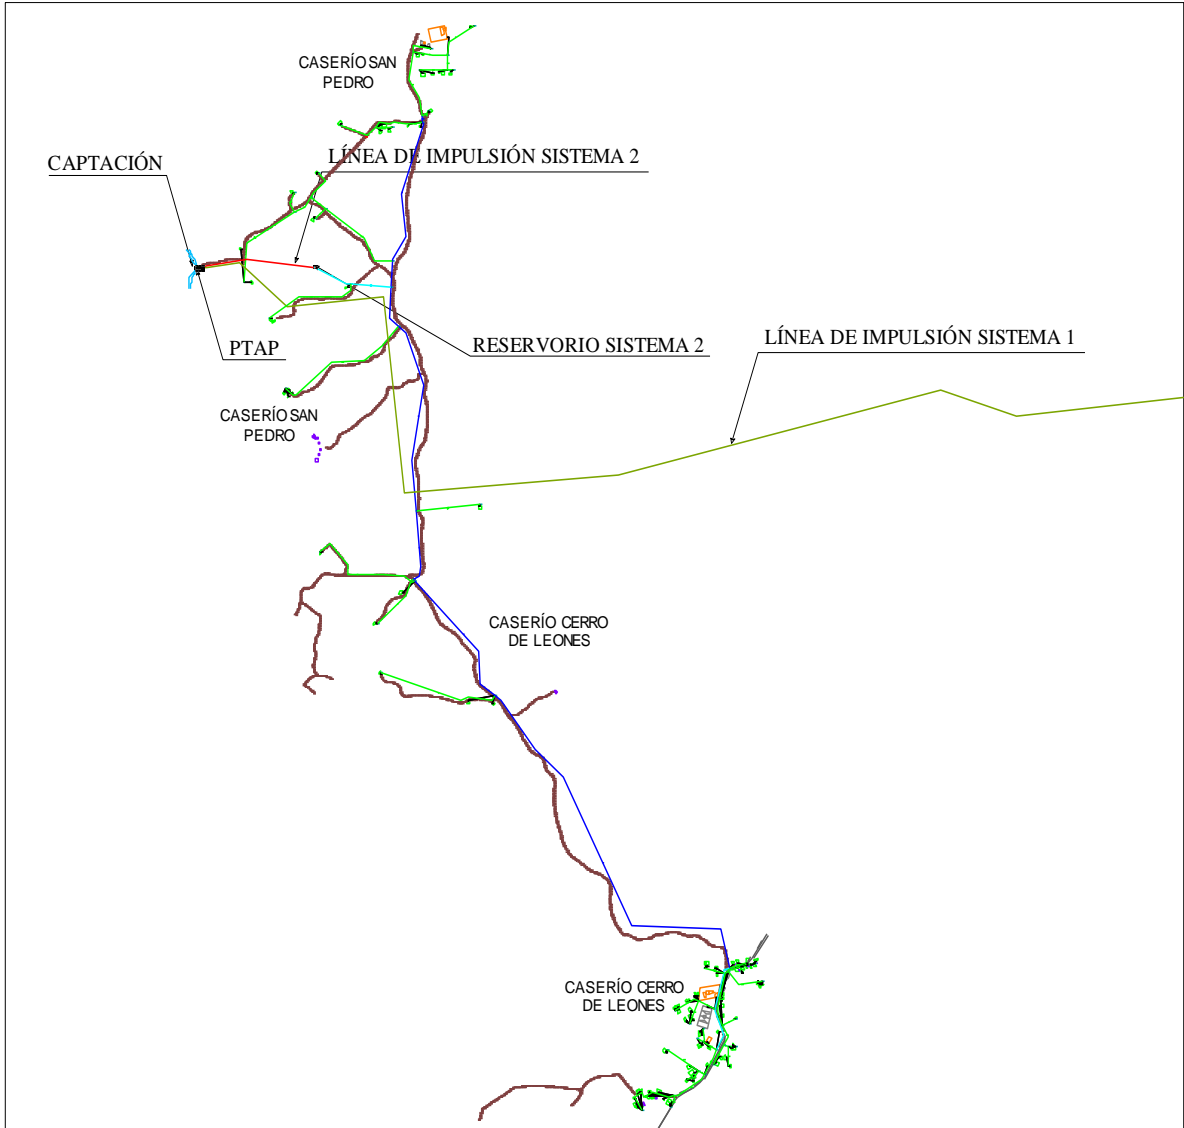 CASERÍO SAN
PEDRO
CAPTACIÓN
LÍNEA DE IMPULSIÓN SISTEMA 2
PTAP
RESERVORIO SISTEMA 2
LÍNEA DE IMPULSIÓN SISTEMA 1
CASERÍO SAN
PEDRO
CASERÍO CERRO
DE LEONES
CASERÍO CERRO
DE LEONES